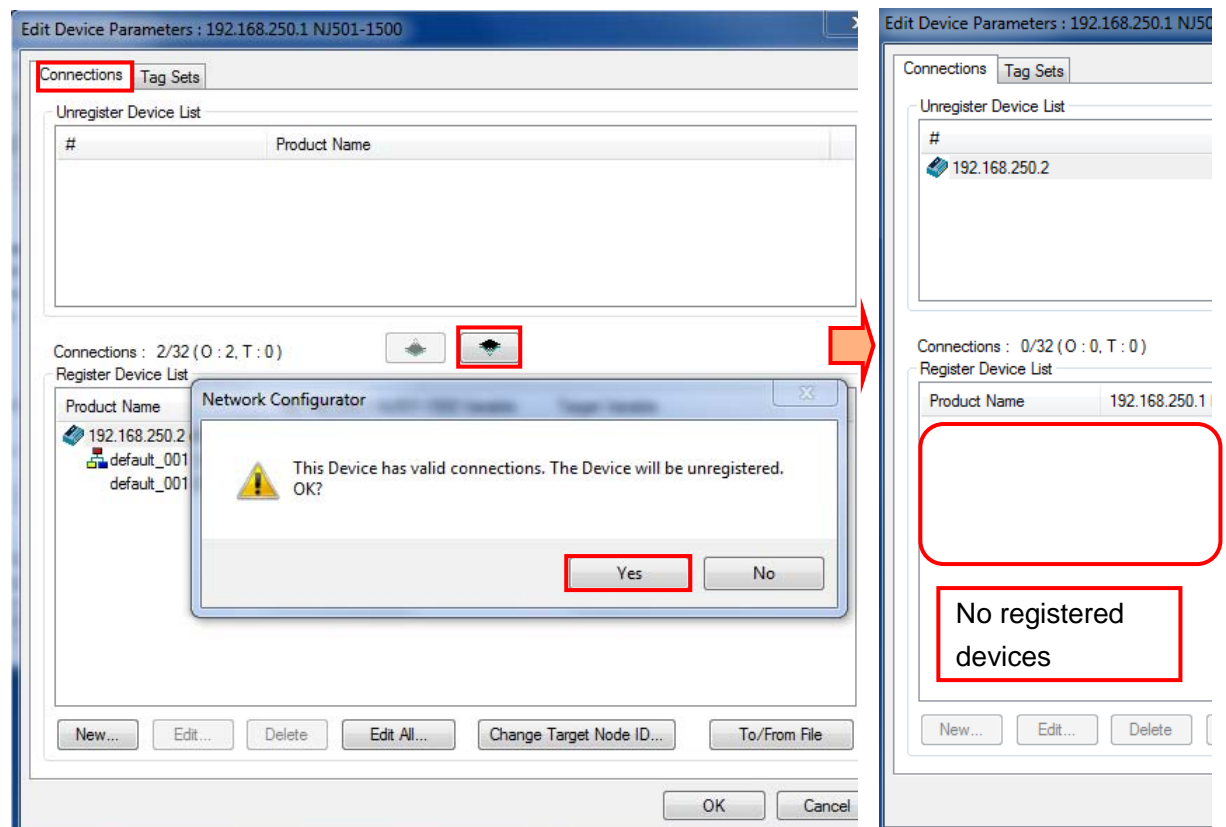 Edit Device Parameters : 192.168.250.1 NJ501-1500
Connections Tag Sets
Unregister Device List
# Product Name
Connections : 2/32 ( O : 2, T : 0 )
Register Device List
Product Name
192.168.250.2
default_001
default_001
Network Configurator
This Device has valid connections. The Device will be unregistered.
OK?
Yes No
New... Edit... Delete Edit All... Change Target Node ID... To/From File
OK Cancel
Edit Device Parameters : 192.168.250.1 NJ50
Connections Tag Sets
Unregister Device List
#
192.168.250.2
Connections : 0/32 ( O : 0, T : 0 )
Register Device List
Product Name 192.168.250.1
No registered
devices
New... Edit... Delete